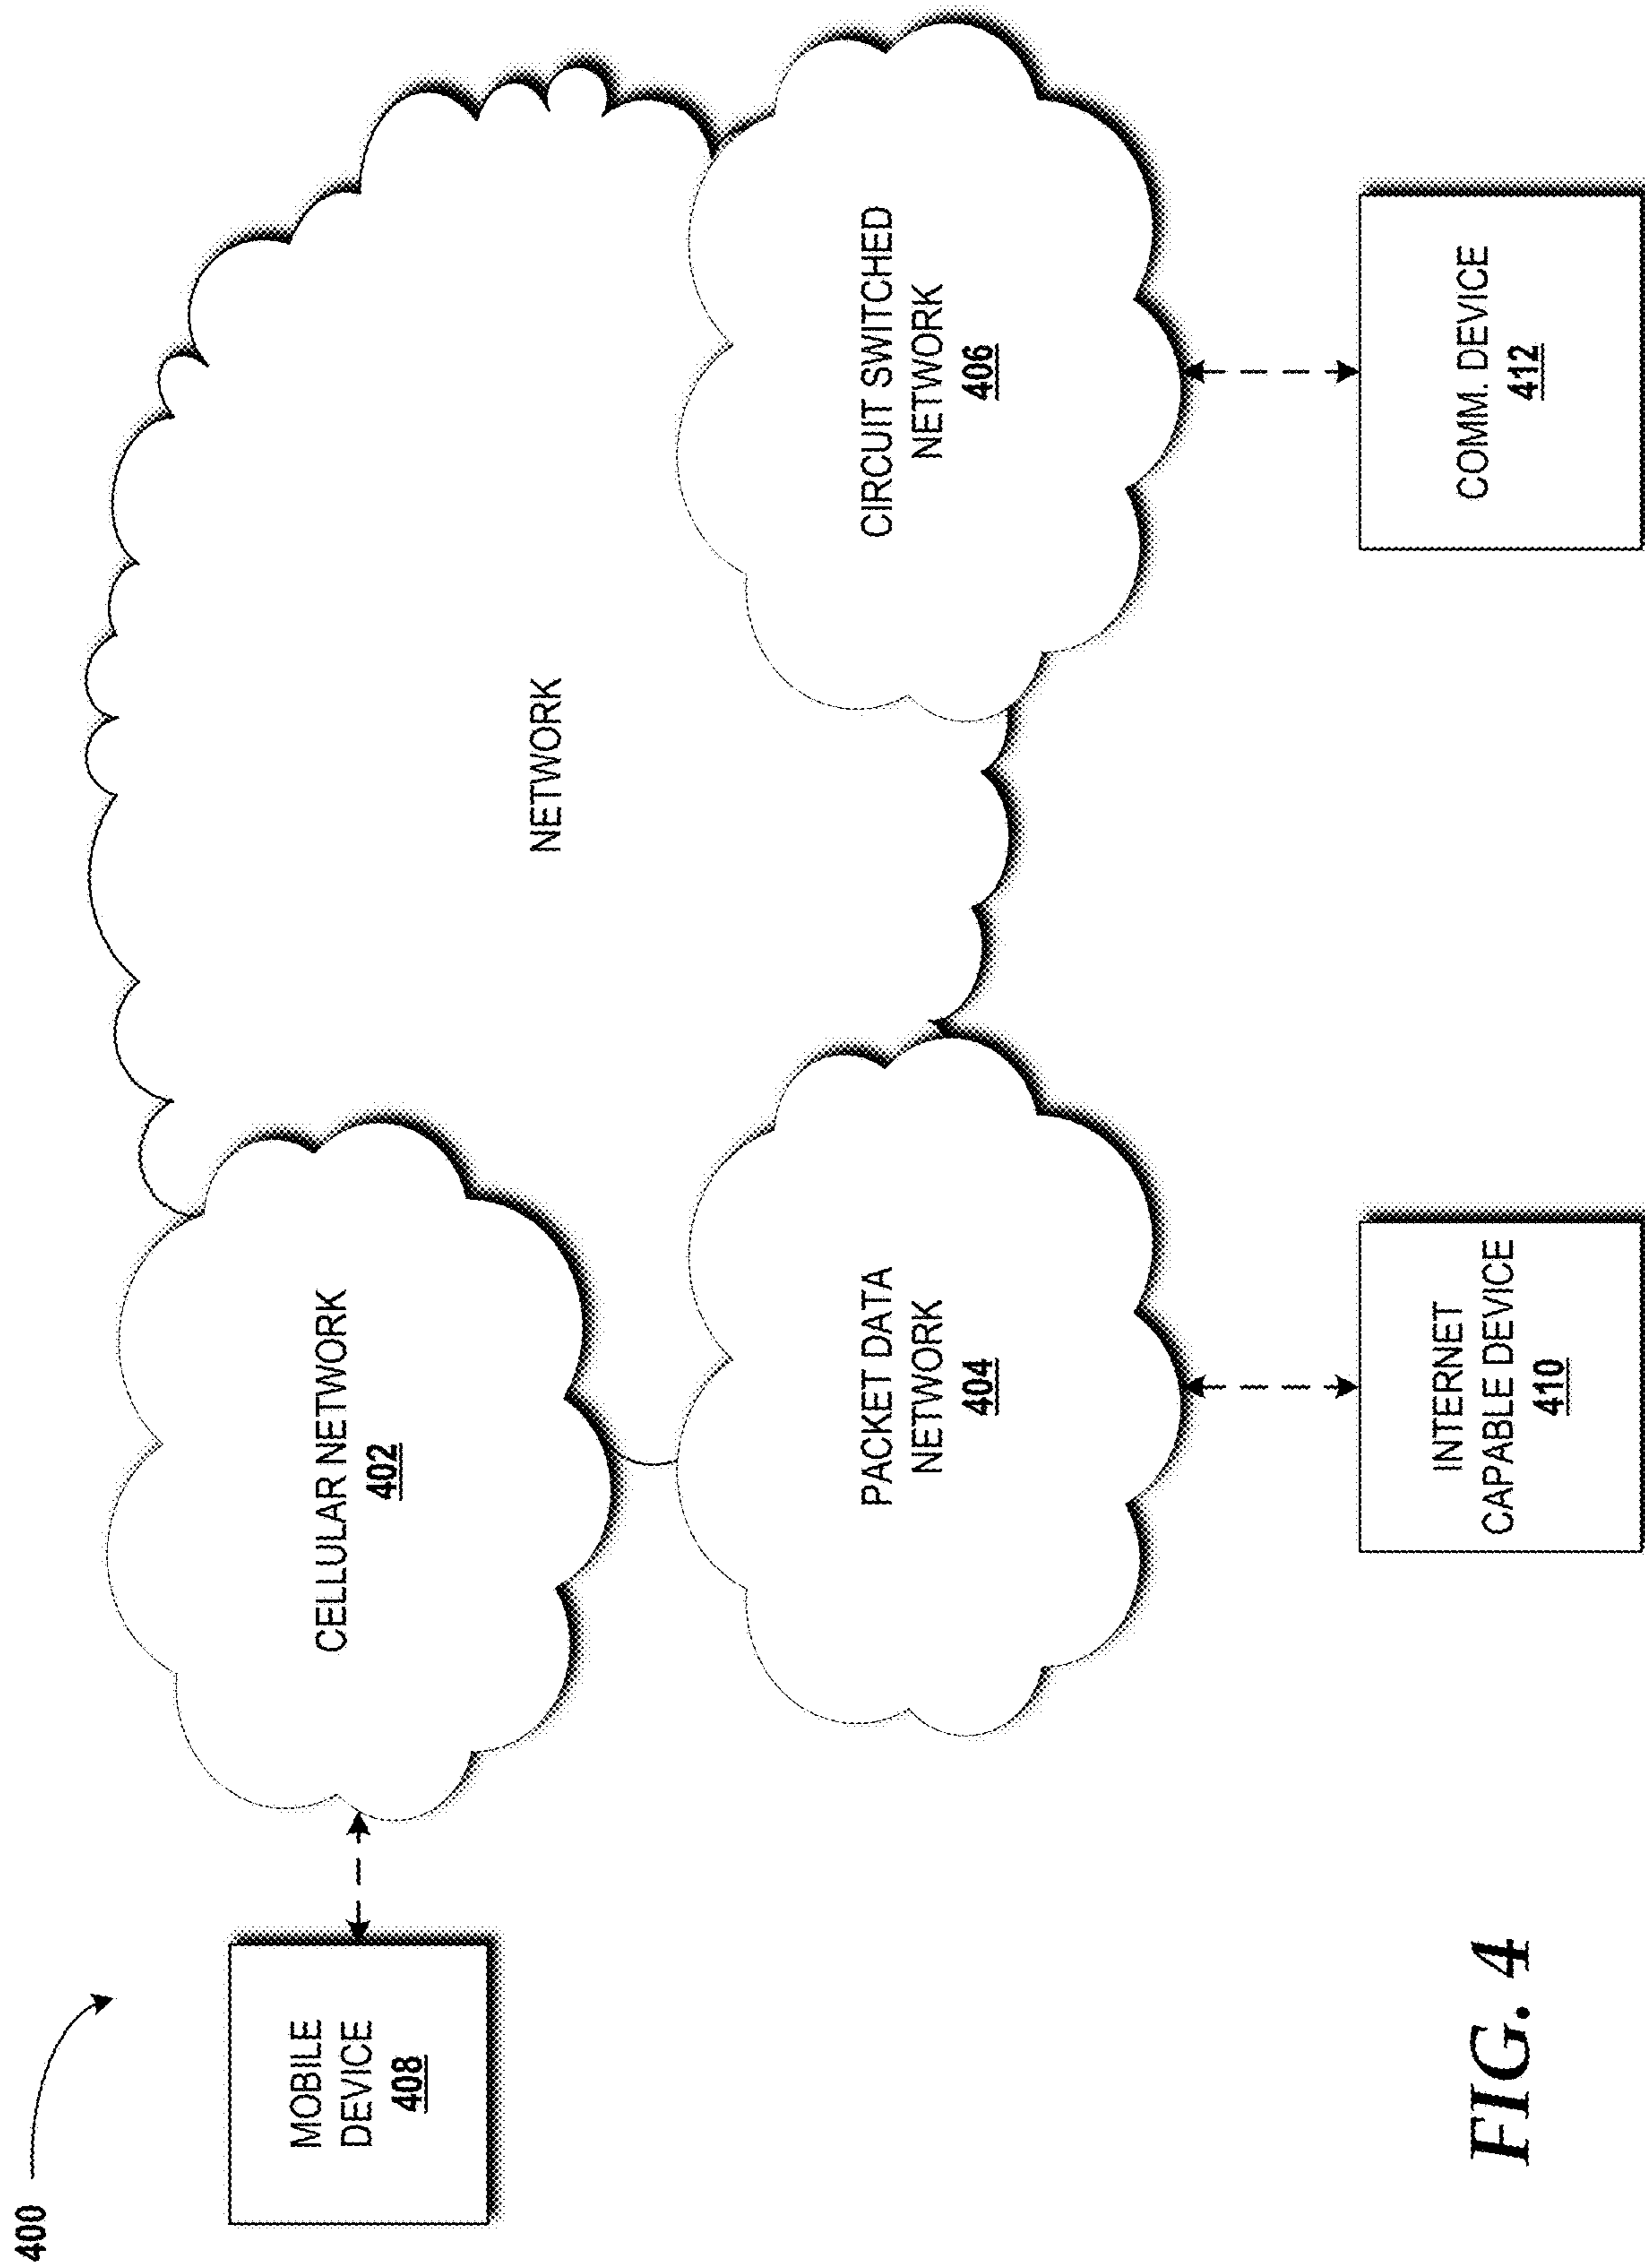 400
MOBILE
DEVICE
408
CELLULAR NETWORK
402
NETWORK
PACKET DATA
NETWORK
404
CIRCUIT SWITCHED
NETWORK
406
INTERNET
CAPABLE DEVICE
410
COMM. DEVICE
412
FIG. 4